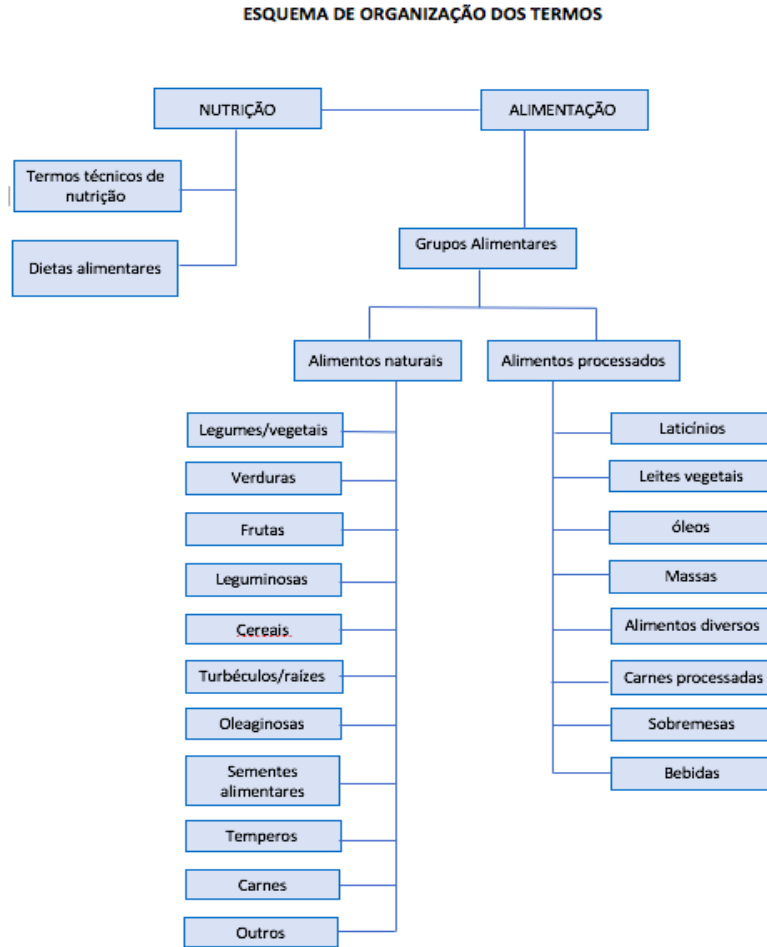 ESQUEMA DE ORGANIZAÇÃO DOS TERMOS
NUTRIÇÃO
ALIMENTAÇÃO
Termos técnicos de
nutrição
Dietas alimentares
Grupos Alimentares
Alimentos naturais
Alimentos processados
Legumes/vegetais
Verduras
Frutas
Leguminosas
Cereais
Turbéculos/raízes
Oleaginosas
Sementes
alimentares
Temperos
Carnes
Outros
Laticínios
Leites vegetais
óleos
Massas
Alimentos diversos
Carnes processadas
Sobremesas
Bebidas